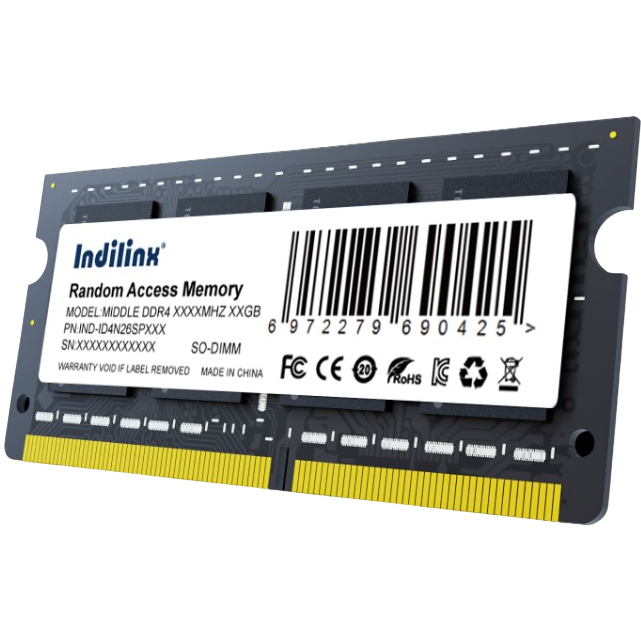 Indilinx®
Random Access Memory
MODEL:MIDDLE DDR4 XXXXMHZ XXGB
PN:IND-ID4N26SPXXX
SN:XXXXXXXXXXXX SO-DIMM
WARRANTY VOID IF LABEL REMOVED MADE IN CHINA
6 972279 690425 >
FC CE 20 RoHS